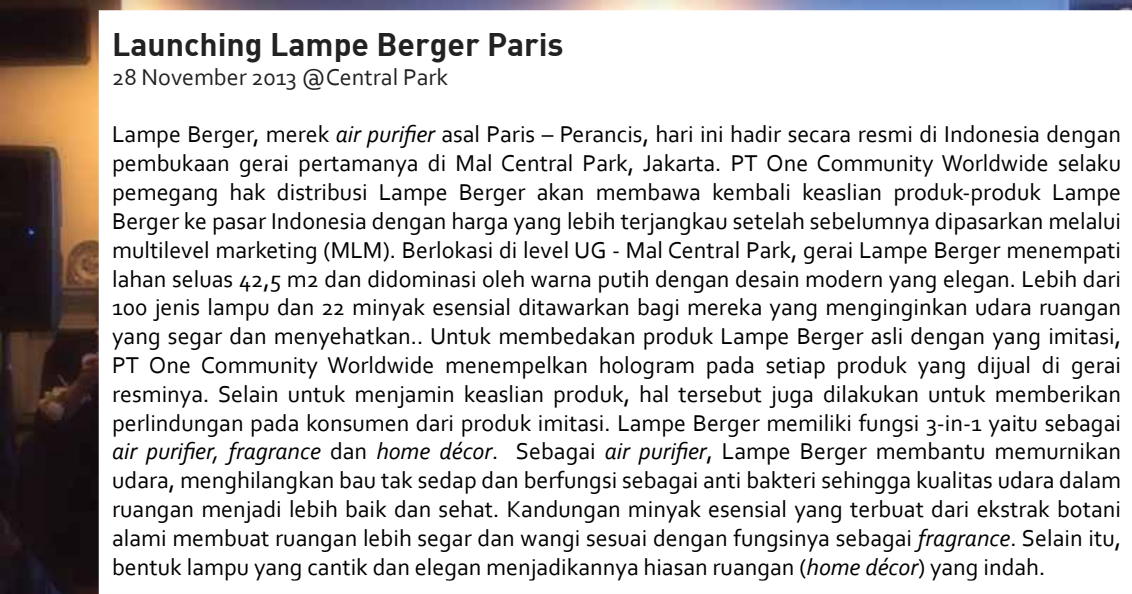 Launching Lampe Berger Paris
28 November 2013 @Central Park
Lampe Berger, merek air purifier asal Paris – Perancis, hari ini hadir secara resmi di Indonesia dengan
pembukaan gerai pertamanya di Mal Central Park, Jakarta. PT One Community Worldwide selaku
pemegang hak distribusi Lampe Berger akan membawa kembali keaslian produk-produk Lampe
Berger ke pasar Indonesia dengan harga yang lebih terjangkau setelah sebelumnya dipasarkan melalui
multilevel marketing (MLM). Berlokasi di level UG - Mal Central Park, gerai Lampe Berger menempati
lahan seluas 42,5 m2 dan didominasi oleh warna putih dengan desain modern yang elegan. Lebih dari
100 jenis lampu dan 22 minyak esensial ditawarkan bagi mereka yang menginginkan udara ruangan
yang segar dan menyehatkan.. Untuk membedakan produk Lampe Berger asli dengan yang imitasi,
PT One Community Worldwide menempelkan hologram pada setiap produk yang dijual di gerai
resminya. Selain untuk menjamin keaslian produk, hal tersebut juga dilakukan untuk memberikan
perlindungan pada konsumen dari produk imitasi. Lampe Berger memiliki fungsi 3-in-1 yaitu sebagai
air purifier, fragrance dan home décor.  Sebagai air purifier, Lampe Berger membantu memurnikan
udara, menghilangkan bau tak sedap dan berfungsi sebagai anti bakteri sehingga kualitas udara dalam
ruangan menjadi lebih baik dan sehat. Kandungan minyak esensial yang terbuat dari ekstrak botani
alami membuat ruangan lebih segar dan wangi sesuai dengan fungsinya sebagai fragrance. Selain itu,
bentuk lampu yang cantik dan elegan menjadikannya hiasan ruangan (home décor) yang indah.